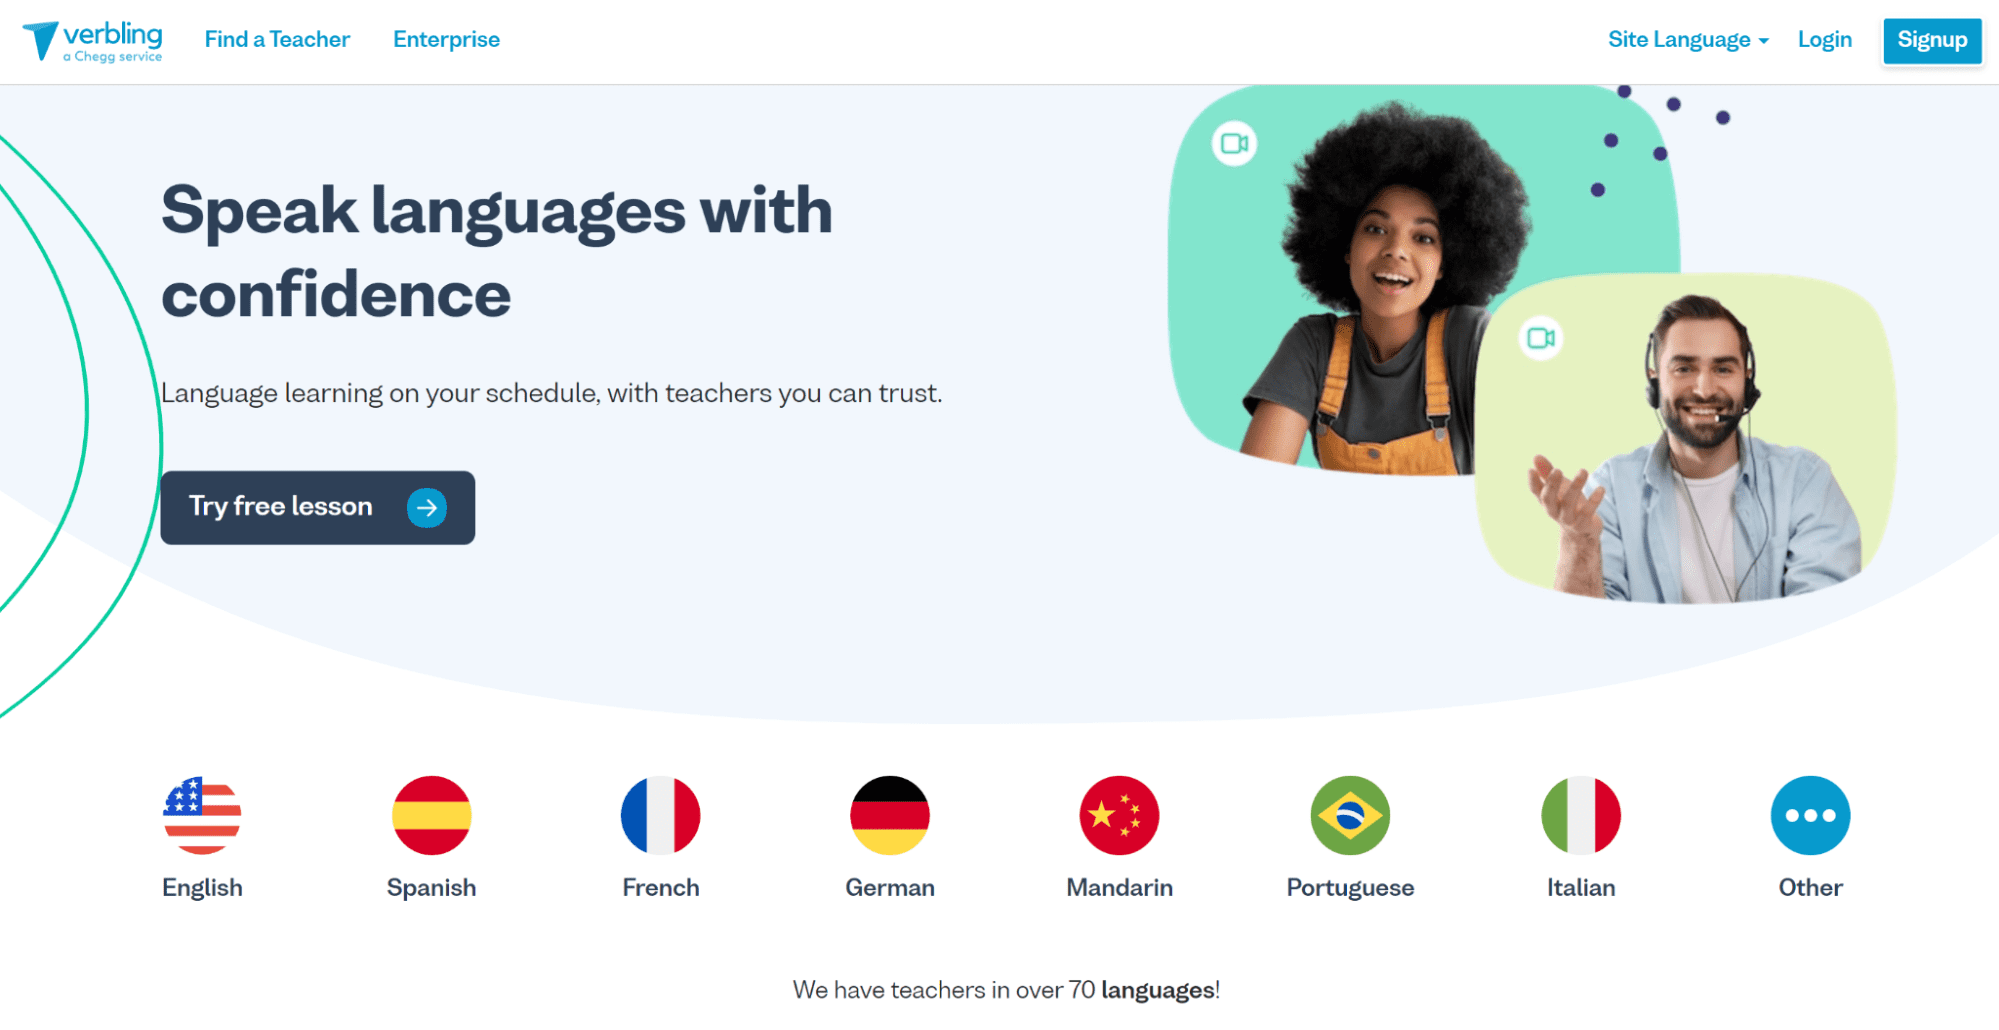 verbling
a Chegg service
Find a Teacher
Enterprise
Site Language
Login
Signup
Speak languages with
confidence
Language learning on your schedule, with teachers you can trust.
Try free lesson
English
Spanish
French
German
Mandarin
Portuguese
Italian
Other
We have teachers in over 70 languages!